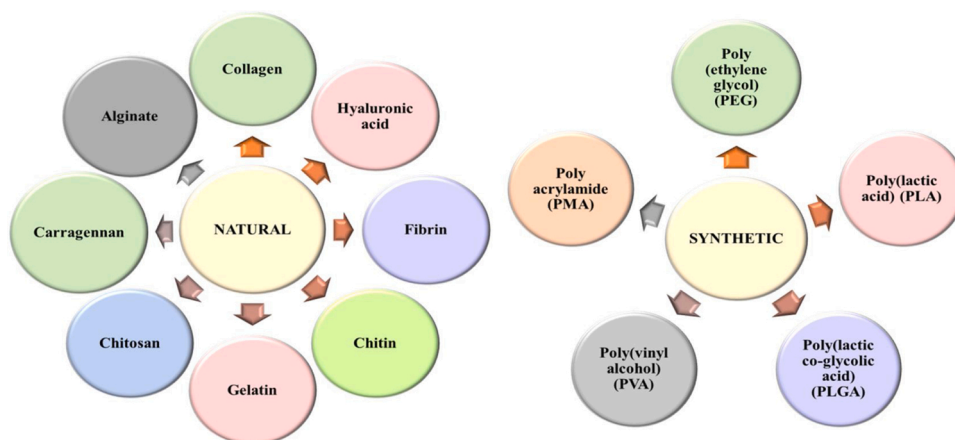 Collagen
Hyaluronic
acid
Fibrin
Chitin
Gelatin
Chitosan
Carragennan
Alginate
NATURAL
Poly
(ethylene
glycol)
(PEG)
Poly(lactic
acid) (PLA)
Poly(lactic
co-glycolic
acid)
(PLGA)
Poly(vinyl
alcohol)
(PVA)
Poly
acrylamide
(PMA)
SYNTHETIC